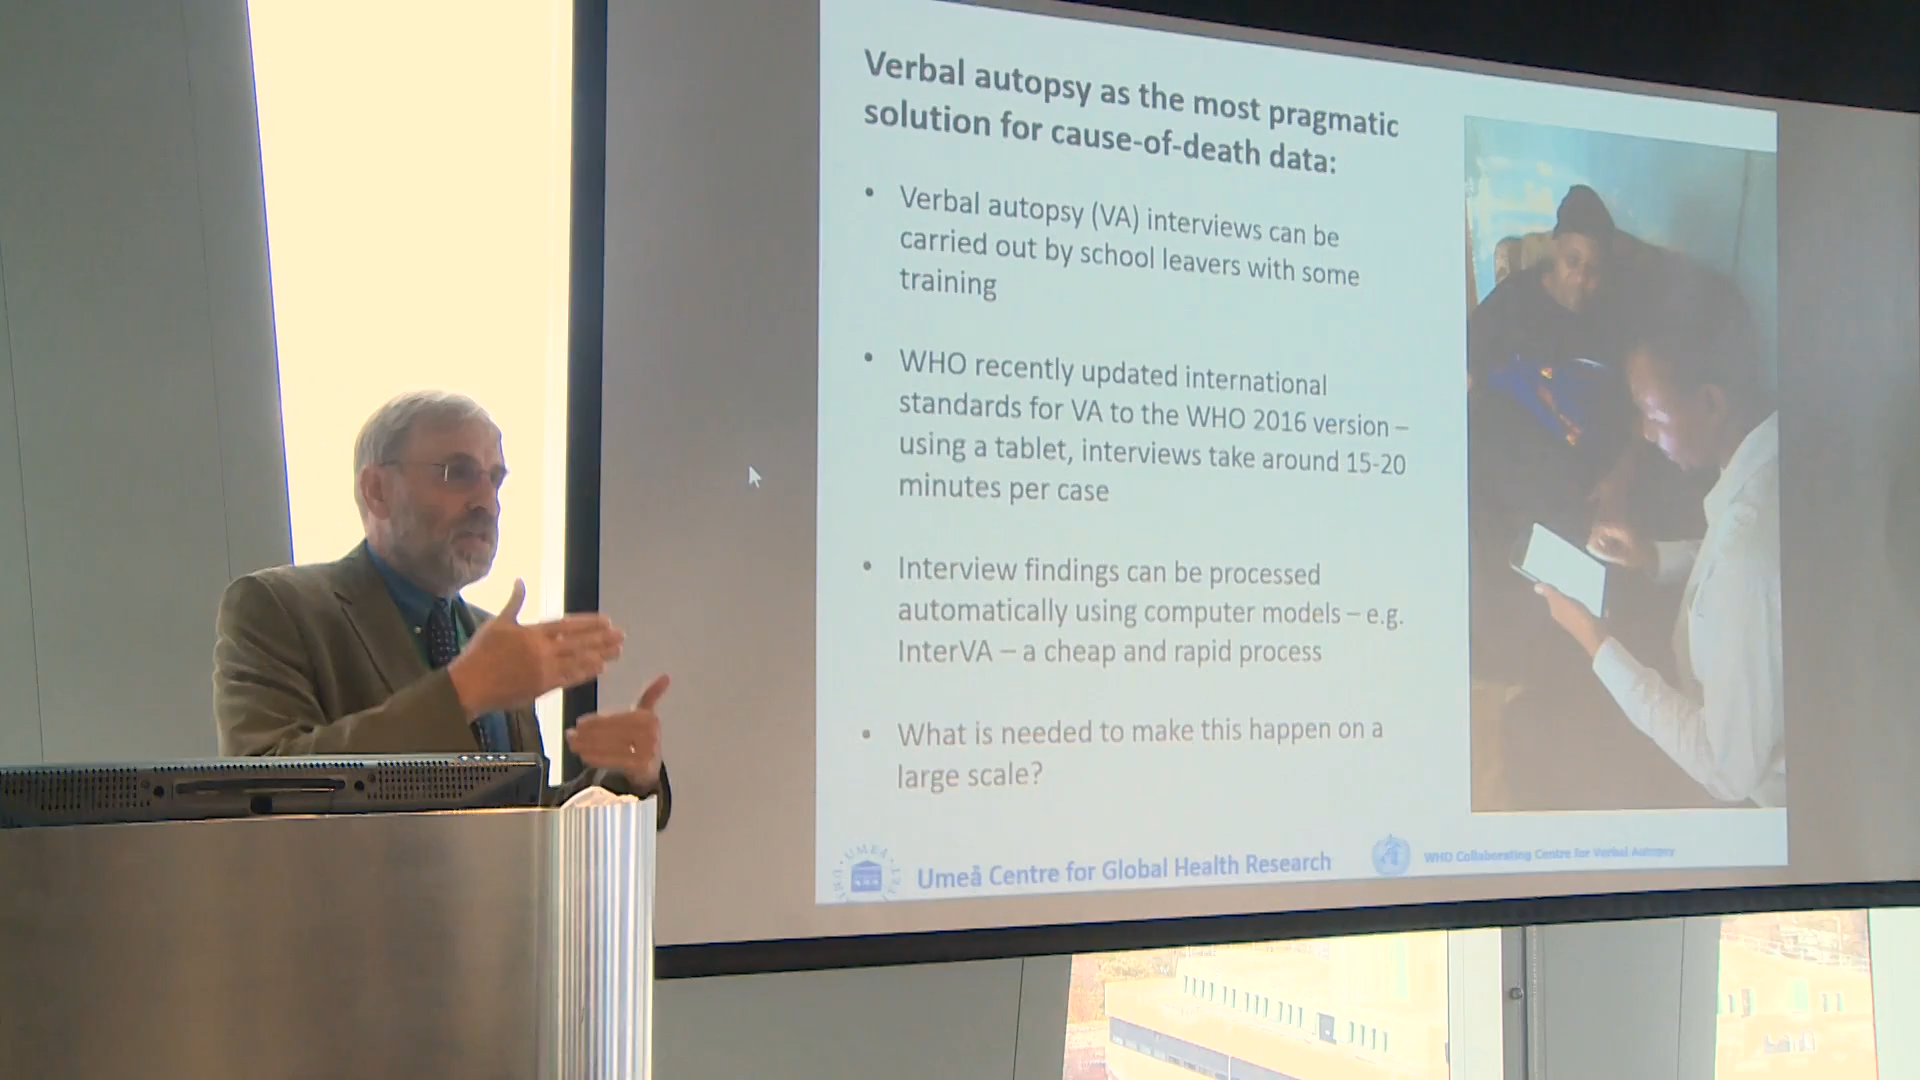 Verbal autopsy as the most pragmatic
solution for cause-of-death data:
• Verbal autopsy (VA) interviews can be
carried out by school leavers with some
training
• WHO recently updated international
standards for VA to the WHO 2016 version –
using a tablet, interviews take around 15-20
minutes per case
• Interview findings can be processed
automatically using computer models – e.g.
InterVA – a cheap and rapid process
• What is needed to make this happen on a
large scale?
UMEÅ
Umeå Centre for Global Health Research
WHO Collaborating Centre for Verbal Autopsy